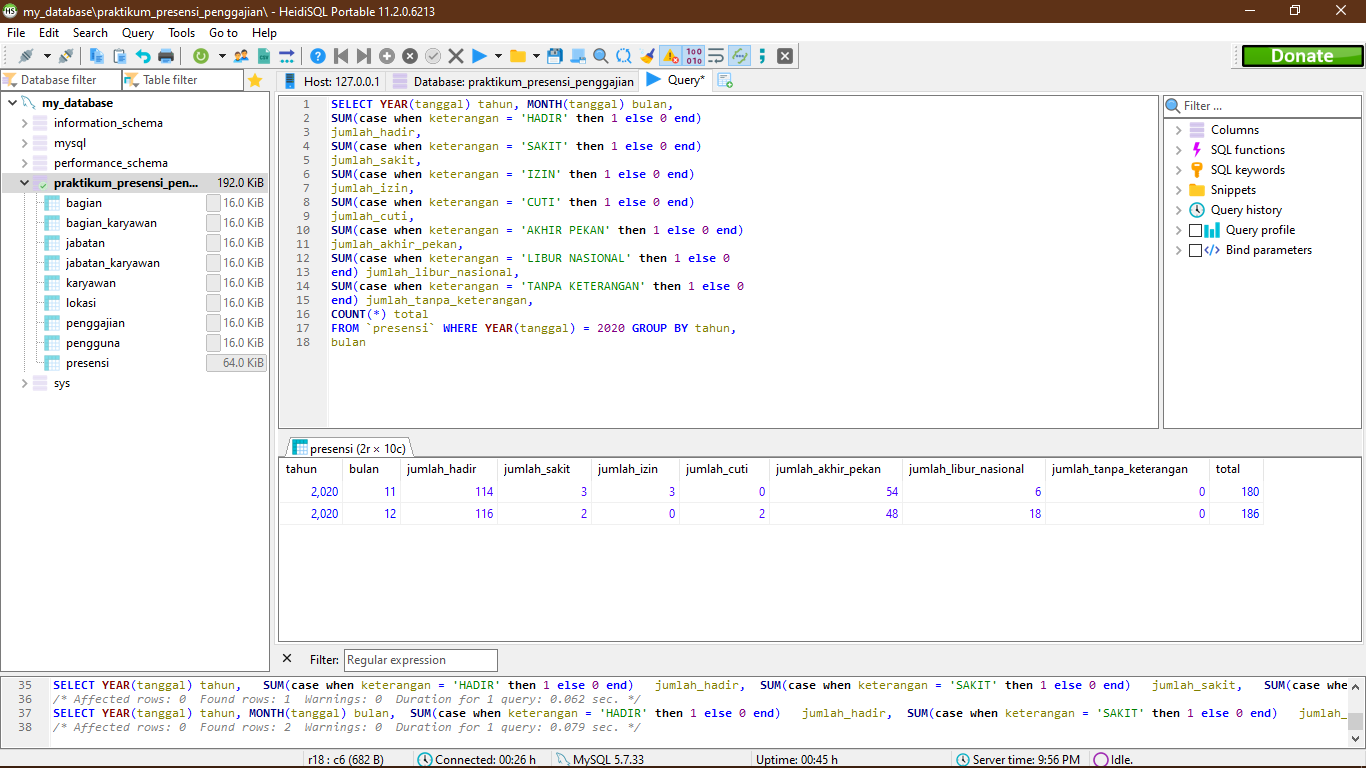 my_database\praktikum_presensi_penggajian\ - HeidiSQL Portable 11.2.0.6213
File Edit Search Query Tools Go to Help
Donate
Database filter Table filter
Host: 127.0.0.1 Database: praktikum_presensi_penggajian Query*
my_database
information_schema
mysql
performance_schema
praktikum_presensi_pen... 192.0 KiB
bagian 16.0 KiB
bagian_karyawan 16.0 KiB
jabatan 16.0 KiB
jabatan_karyawan 16.0 KiB
karyawan 16.0 KiB
lokasi 16.0 KiB
penggajian 16.0 KiB
pengguna 16.0 KiB
presensi 64.0 KiB
sys
1 SELECT YEAR(tanggal) tahun, MONTH(tanggal) bulan,
2 SUM(case when keterangan = 'HADIR' then 1 else 0 end)
3 jumlah_hadir,
4 SUM(case when keterangan = 'SAKIT' then 1 else 0 end)
5 jumlah_sakit,
6 SUM(case when keterangan = 'IZIN' then 1 else 0 end)
7 jumlah_izin,
8 SUM(case when keterangan = 'CUTI' then 1 else 0 end)
9 jumlah_cuti,
10 SUM(case when keterangan = 'AKHIR PEKAN' then 1 else 0 end)
11 jumlah_akhir_pekan,
12 SUM(case when keterangan = 'LIBUR NASIONAL' then 1 else 0
13 end) jumlah_libur_nasional,
14 SUM(case when keterangan = 'TANPA KETERANGAN' then 1 else 0
15 end) jumlah_tanpa_keterangan,
16 COUNT(*) total
17 FROM `presensi` WHERE YEAR(tanggal) = 2020 GROUP BY tahun,
18 bulan
Filter ...
Columns
SQL functions
SQL keywords
Snippets
Query history
Query profile
Bind parameters
presensi (2r × 10c)
tahun bulan jumlah_hadir jumlah_sakit jumlah_izin jumlah_cuti jumlah_akhir_pekan jumlah_libur_nasional jumlah_tanpa_keterangan total
2,020 11 114 3 3 0 54 6 0 180
2,020 12 116 2 0 2 48 18 0 186
Filter: Regular expression
35 SELECT YEAR(tanggal) tahun, SUM(case when keterangan = 'HADIR' then 1 else 0 end) jumlah_hadir, SUM(case when keterangan = 'SAKIT' then 1 else 0 end) jumlah_sakit, SUM(case whe
36 /* Affected rows: 0 Found rows: 1 Warnings: 0 Duration for 1 query: 0.062 sec. */
37 SELECT YEAR(tanggal) tahun, MONTH(tanggal) bulan, SUM(case when keterangan = 'HADIR' then 1 else 0 end) jumlah_hadir, SUM(case when keterangan = 'SAKIT' then 1 else 0 end) jumlah_
38 /* Affected rows: 0 Found rows: 2 Warnings: 0 Duration for 1 query: 0.079 sec. */
r18 : c6 (682 B) Connected: 00:26 h MySQL 5.7.33 Uptime: 00:45 h Server time: 9:56 PM Idle.